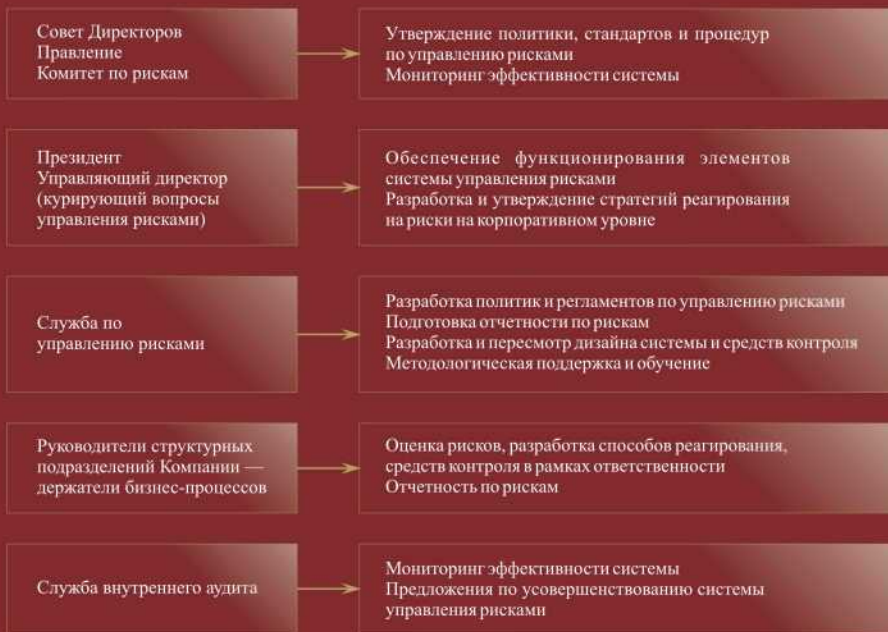 Совет Директоров
Правление
Комитет по рискам
Утверждение политики, стандартов и процедур
по управлению рисками
Мониторинг эффективности системы
Президент
Управляющий директор
(курирующий вопросы
управления рисками)
Обеспечение функционирования элементов
системы управления рисками
Разработка и утверждение стратегий реагирования
на риски на корпоративном уровне
Служба по
управлению рисками
Разработка политик и регламентов по управлению рисками
Подготовка отчетности по рискам
Разработка и пересмотр дизайна системы и средств контроля
Методологическая поддержка и обучение
Руководители структурных
подразделений Компании —
держатели бизнес-процессов
Оценка рисков, разработка способов реагирования,
средств контроля в рамках ответственности
Отчетность по рискам
Служба внутреннего аудита
Мониторинг эффективности системы
Предложения по усовершенствованию системы
управления рисками